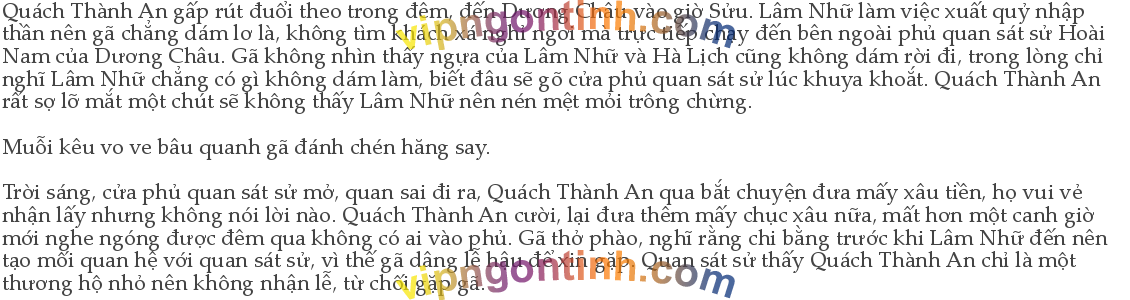 Quách Thành An gấp rút đuổi theo trong đêm, đến Dương Châu vào giờ Sửu. Lâm Nhữ làm việc xuất quỷ nhập
thần nên gã chẳng dám lơ là, không tìm khách xá nghỉ ngơi mà trực tiếp chạy đến bên ngoài phủ quan sát sử Hoài
Nam của Dương Châu. Gã không nhìn thấy ngựa của Lâm Nhữ và Hà Lịch cũng không dám rời đi, trong lòng chỉ
nghĩ Lâm Nhữ chẳng có gì không dám làm, biết đâu sẽ gõ cửa phủ quan sát sử lúc khuya khoắt. Quách Thành An
rất sợ lỡ mắt một chút sẽ không thấy Lâm Nhữ nên nén mệt mỏi trông chừng.
Muỗi kêu vo ve bâu quanh gã đánh chén hăng say.
Trời sáng, cửa phủ quan sát sử mở, quan sai đi ra, Quách Thành An qua bắt chuyện đưa mấy xâu tiền, họ vui vẻ
nhận lấy nhưng không nói lời nào. Quách Thành An cười, lại đưa thêm mấy chục xâu nữa, mất hơn một canh giờ
mới nghe ngóng được đêm qua không có ai vào phủ. Gã thở phào, nghĩ rằng chi bằng trước khi Lâm Nhữ đến nên
tạo mối quan hệ với quan sát sử, vì thế gã dâng lễ hậu để xin gặp. Quan sát sử thấy Quách Thành An chỉ là một
thương hộ nhỏ nên không nhận lễ, từ chối gặp gã.
vipngontinh.com
vipngontinh.com